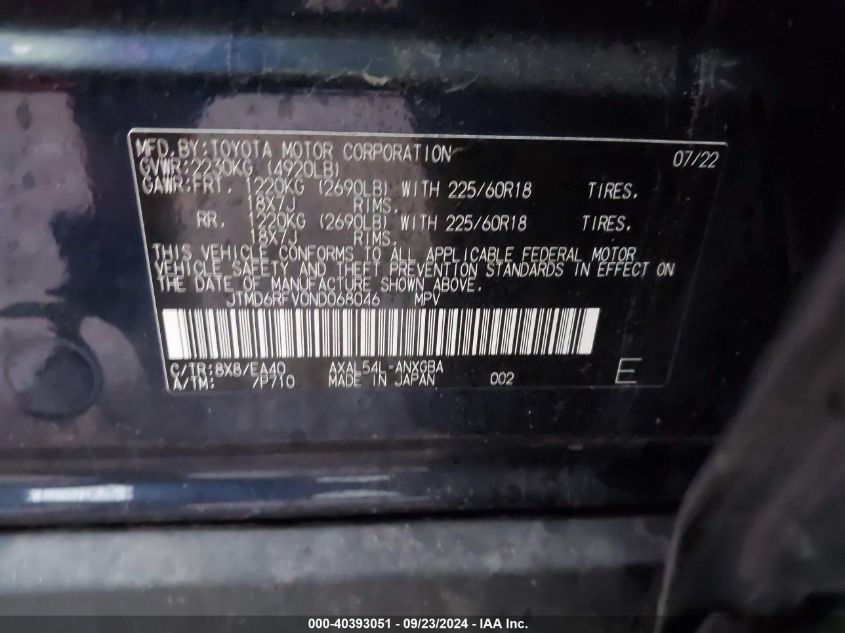 MFD. BY: TOYOTA MOTOR CORPORATION 07/22
GVWR: 2230KG (4920LB)
GAWR: FRT. 1220KG (2690LB) WITH 225/60R18 TIRES,
18X7J RIMS,
RR. 1220KG (2690LB) WITH 225/60R18 TIRES,
18X7J RIMS,
THIS VEHICLE CONFORMS TO ALL APPLICABLE FEDERAL MOTOR
VEHICLE SAFETY AND THEFT PREVENTION STANDARDS IN EFFECT ON
THE DATE OF MANUFACTURE SHOWN ABOVE.
JTMD6RFV0ND068046 MPV
C/TR: 8X8/EA40 AXAL54L-ANXGBA
A/TM: /P710 MADE IN JAPAN 002 E
000-40393051 - 09/23/2024 - IAA Inc.